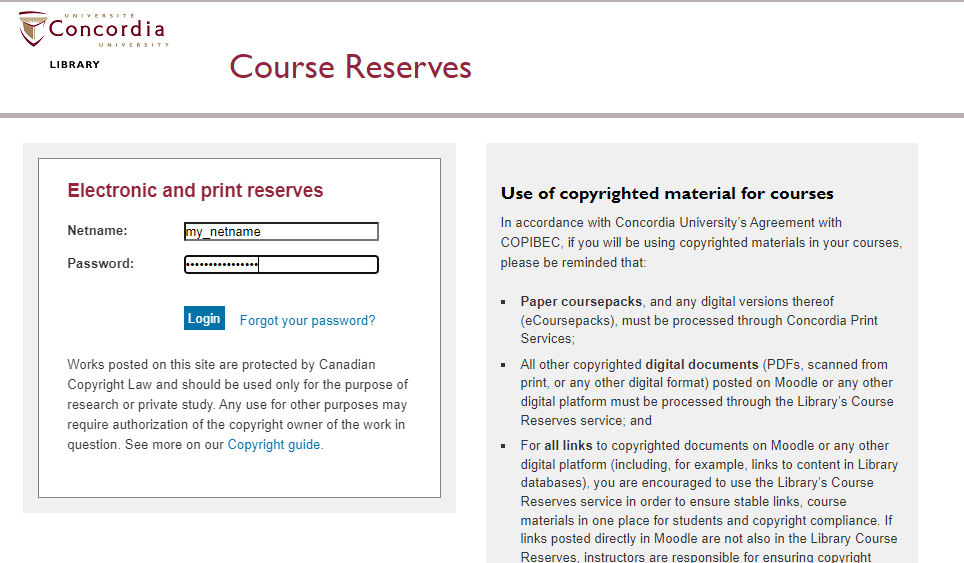 UNIVERSITÉ
Concordia
UNIVERSITY
LIBRARY
Course Reserves
Electronic and print reserves
Netname:
my_netname
Password:
••••••••••••••••
Login
Forgot your password?
Works posted on this site are protected by Canadian
Copyright Law and should be used only for the purpose of
research or private study. Any use for other purposes may
require authorization of the copyright owner of the work in
question. See more on our Copyright guide.
Use of copyrighted material for courses
In accordance with Concordia University's Agreement with
COPIBEC, if you will be using copyrighted materials in your courses,
please be reminded that:
▪ Paper coursepacks, and any digital versions thereof
(eCoursepacks), must be processed through Concordia Print
Services;
▪ All other copyrighted digital documents (PDFs, scanned from
print, or any other digital format) posted on Moodle or any other
digital platform must be processed through the Library's Course
Reserves service; and
▪ For all links to copyrighted documents on Moodle or any other
digital platform (including, for example, links to content in Library
databases), you are encouraged to use the Library's Course
Reserves service in order to ensure stable links, course
materials in one place for students and copyright compliance. If
links posted directly in Moodle are not also in the Library Course
Reserves, instructors are responsible for ensuring copyright